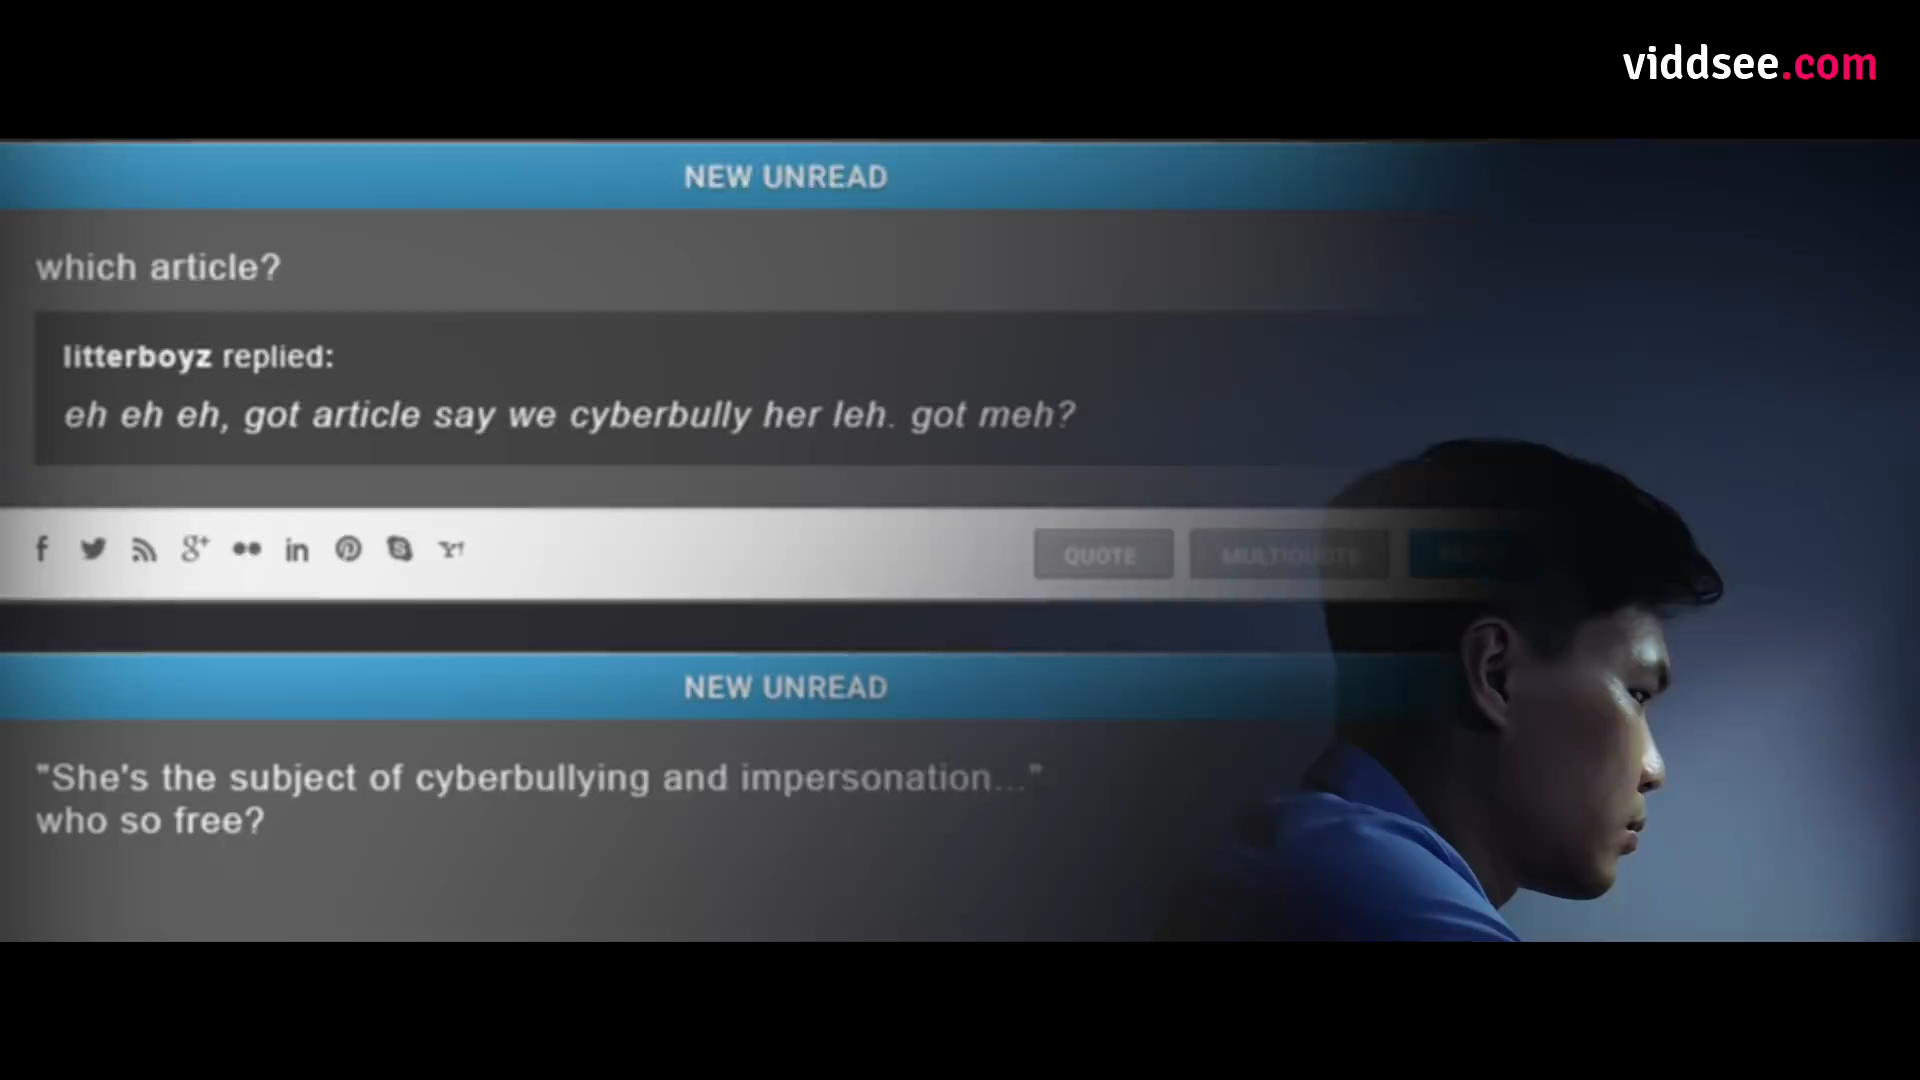 viddsee.com
NEW UNREAD
which article?
litterboyz replied:
eh eh eh, got article say we cyberbully her leh. got meh?
QUOTE
MULTIQUOTE
NEW UNREAD
"She's the subject of cyberbullying and impersonation..."
who so free?